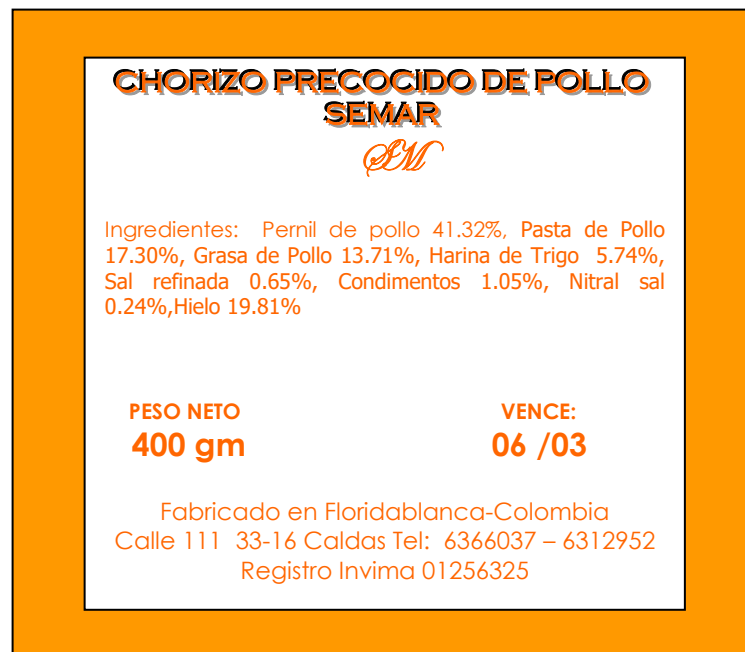 CHORIZO PRECOCIDO DE POLLO
SEMAR
SM
Ingredientes: Pernil de pollo 41.32%, Pasta de Pollo
17.30%, Grasa de Pollo 13.71%, Harina de Trigo 5.74%,
Sal refinada 0.65%, Condimentos 1.05%, Nitral sal
0.24%,Hielo 19.81%
PESO NETO VENCE:
400 gm 06 /03
Fabricado en Floridablanca-Colombia
Calle 111 33-16 Caldas Tel: 6366037 – 6312952
Registro Invima 01256325